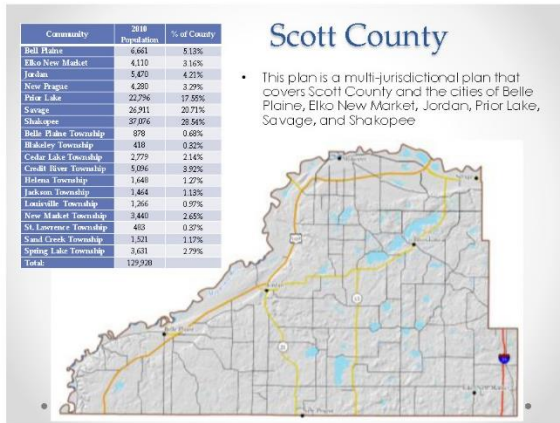 Scott County
Community 2010 Population % of County
Bell Plaine 6,661 5.13%
Elko New Market 4,110 3.16%
Jordan 5,470 4.21%
New Prague 4,280 3.29%
Prior Lake 22,796 17.55%
Savage 26,911 20.71%
Shakopee 37,076 28.54%
Belle Plaine Township 878 0.68%
Blakeley Township 418 0.32%
Cedar Lake Township 2,779 2.14%
Credit River Township 5,096 3.92%
Helena Township 1,648 1.27%
Jackson Township 1,464 1.13%
Louisville Township 1,266 0.97%
New Market Township 3,440 2.65%
St. Lawrence Township 483 0.37%
Sand Creek Township 1,521 1.17%
Spring Lake Township 3,631 2.79%
Total: 129,928
• This plan is a multi-jurisdictional plan that
covers Scott County and the cities of Belle
Plaine, Elko New Market, Jordan, Prior Lake,
Savage, and Shakopee